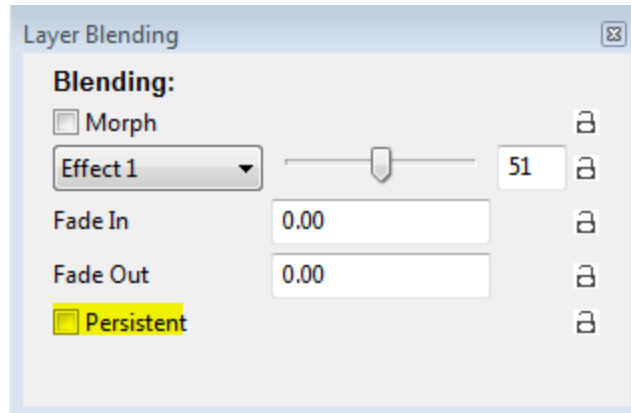 Layer Blending
Blending:
Morph
Effect 1 51
Fade In 0.00
Fade Out 0.00
Persistent